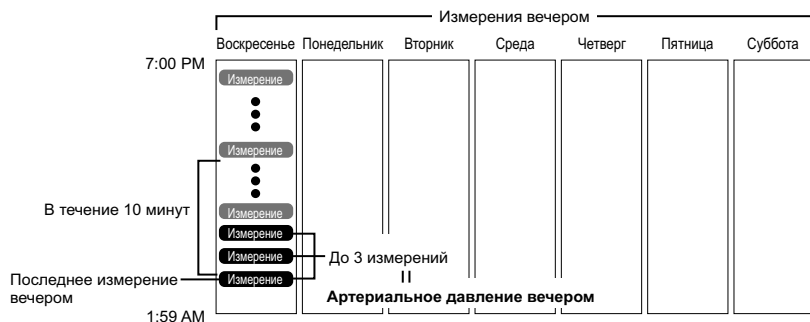 Измерения вечером
Воскресенье Понедельник Вторник Среда Четверг Пятница Суббота
7:00 PM
Измерение
Измерение
В течение 10 минут
Измерение
Измерение
Измерение
До 3 измерений
Последнее измерение
вечером
Измерение
Артериальное давление вечером
1:59 AM